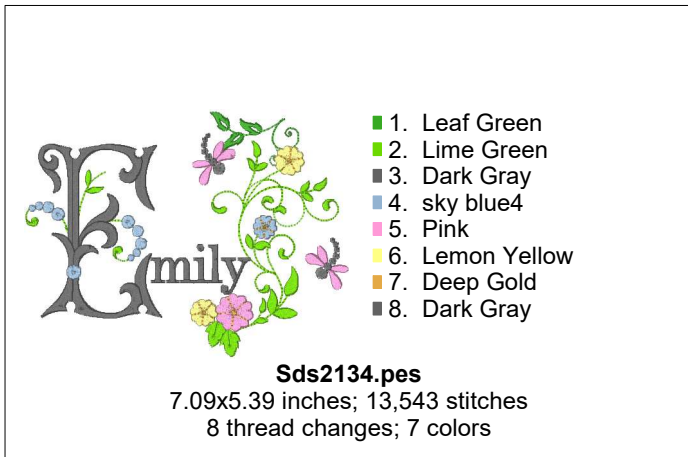 Emily
1. Leaf Green
2. Lime Green
3. Dark Gray
4. sky blue4
5. Pink
6. Lemon Yellow
7. Deep Gold
8. Dark Gray
Sds2134.pes
7.09x5.39 inches; 13,543 stitches
8 thread changes; 7 colors